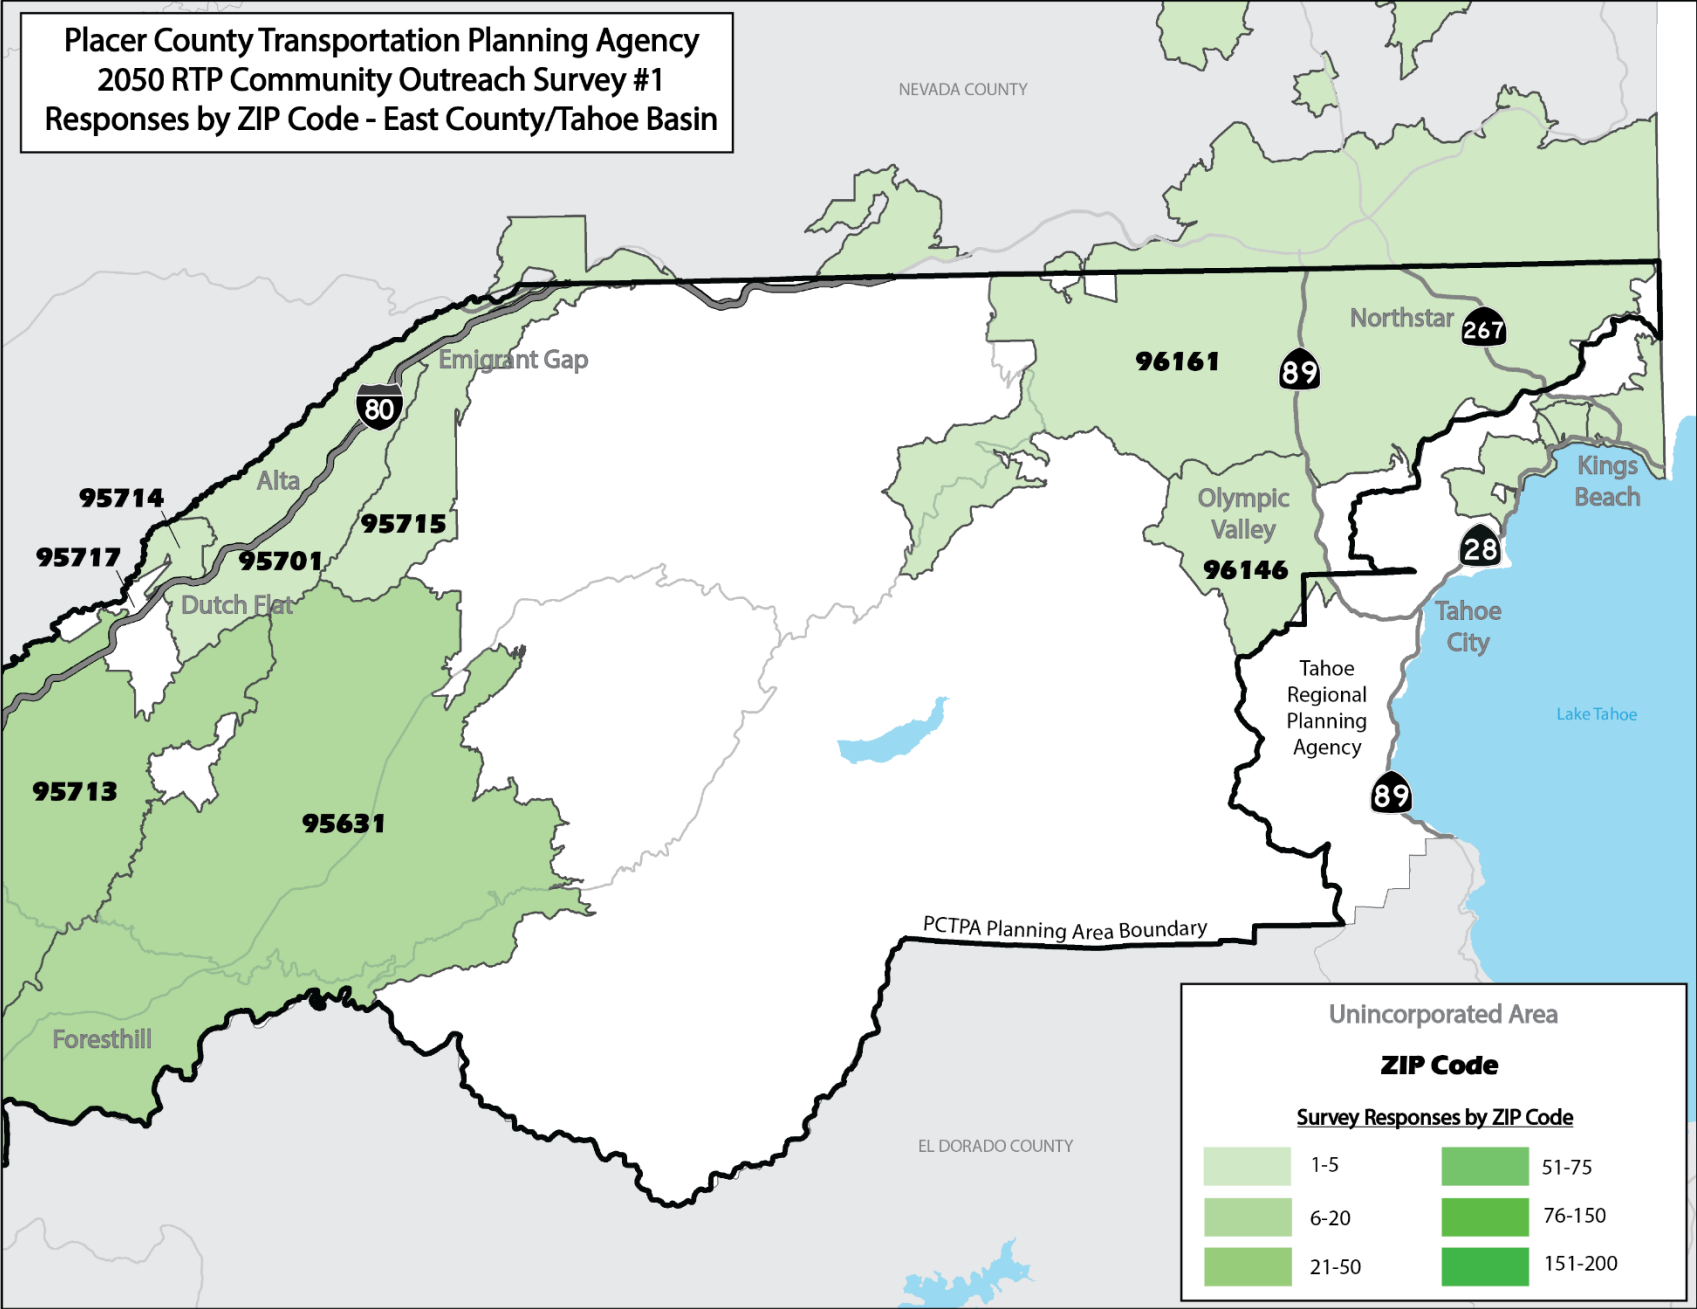 Placer County Transportation Planning Agency
2050 RTP Community Outreach Survey #1
Responses by ZIP Code - East County/Tahoe Basin
NEVADA COUNTY
Northstar
267
Emigrant Gap
96161
89
80
Alta
Kings
Beach
95714
Olympic
Valley
95715
95717
95701
28
96146
Dutch Flat
Tahoe
City
Tahoe
Regional
Planning
Agency
Lake Tahoe
95713
89
95631
PCTPA Planning Area Boundary
Foresthill
EL DORADO COUNTY
Unincorporated Area
ZIP Code
Survey Responses by ZIP Code
1-5
51-75
6-20
76-150
21-50
151-200